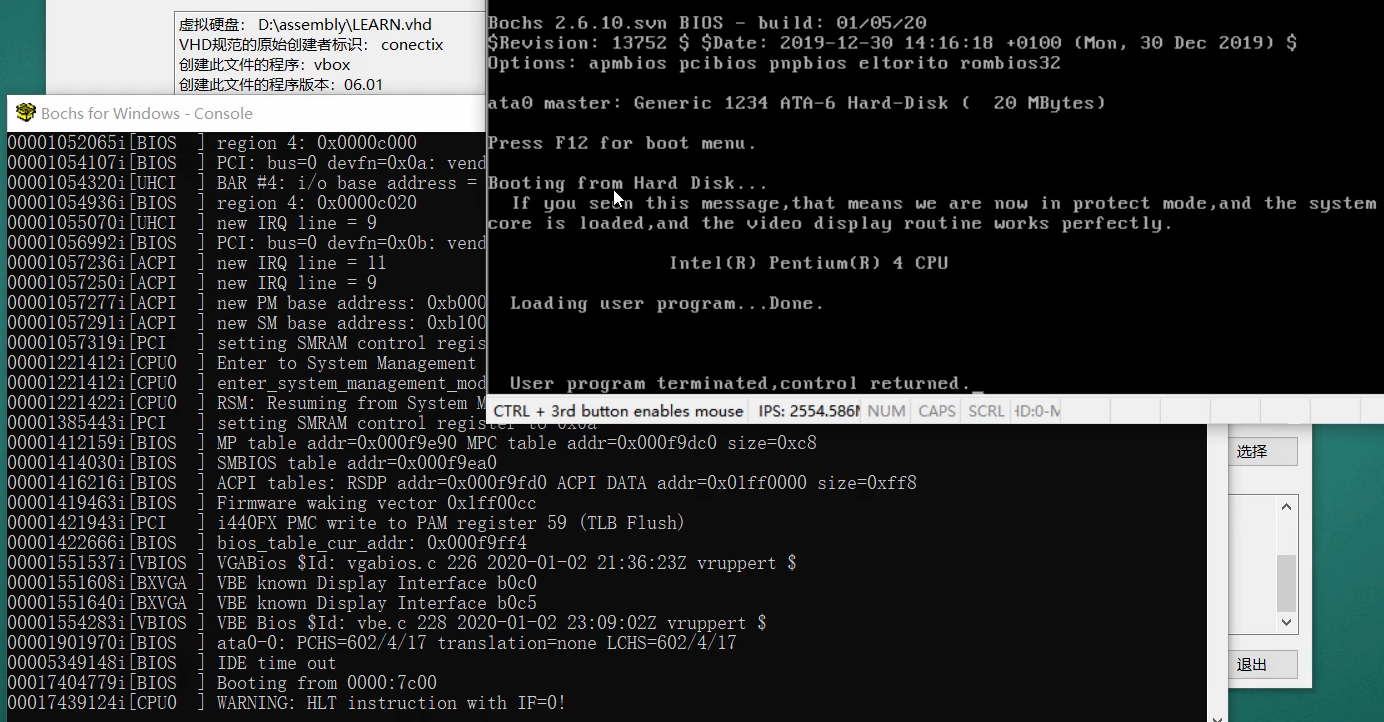 虚拟硬盘： D:\assembly\LEARN.vhd
VHD规范的原始创建者标识： conectix
创建此文件的程序：vbox
创建此文件的程序版本：06.01
Bochs 2.6.10.svn BIOS - build: 01/05/20
$Revision: 13752 $ $Date: 2019-12-30 14:16:18 +0100 (Mon, 30 Dec 2019) $
Options: apmbios pcibios pnpbios eltorito rombios32
ata0 master: Generic 1234 ATA-6 Hard-Disk (  20 MBytes)
Press F12 for boot menu.
Booting from Hard Disk...
If you seen this message,that means we are now in protect mode,and the system
core is loaded,and the video display routine works perfectly.
Intel(R) Pentium(R) 4 CPU
Loading user program...Done.
User program terminated,control returned._
CTRL + 3rd button enables mouse IPS: 2554.586M NUM CAPS SCRL HD:0-M
Bochs for Windows - Console
00001052065i[BIOS  ] region 4: 0x0000c000
00001054107i[BIOS  ] PCI: bus=0 devfn=0x0a: vend
00001054320i[UHCI  ] BAR #4: i/o base address =
00001054936i[BIOS  ] region 4: 0x0000c020
00001055070i[UHCI  ] new IRQ line = 9
00001056992i[BIOS  ] PCI: bus=0 devfn=0x0b: vend
00001057236i[ACPI  ] new IRQ line = 11
00001057250i[ACPI  ] new IRQ line = 9
00001057277i[ACPI  ] new PM base address: 0xb000
00001057291i[ACPI  ] new SM base address: 0xb100
00001057319i[PCI   ] setting SMRAM control regis
00001221412i[CPU0  ] Enter to System Management
00001221412i[CPU0  ] enter_system_management_mod
00001221422i[CPU0  ] RSM: Resuming from System M
00001385443i[PCI   ] setting SMRAM control register to 0x0a
00001412159i[BIOS  ] MP table addr=0x000f9e90 MPC table addr=0x000f9dc0 size=0xc8
00001414030i[BIOS  ] SMBIOS table addr=0x000f9ea0
00001416216i[BIOS  ] ACPI tables: RSDP addr=0x000f9fd0 ACPI DATA addr=0x01ff0000 size=0xff8
00001419463i[BIOS  ] Firmware waking vector 0x1ff00cc
00001421943i[PCI   ] i440FX PMC write to PAM register 59 (TLB Flush)
00001422666i[BIOS  ] bios_table_cur_addr: 0x000f9ff4
00001551537i[VBIOS ] VGABios $Id: vgabios.c 226 2020-01-02 21:36:23Z vruppert $
00001551608i[BXVGA ] VBE known Display Interface b0c0
00001551640i[BXVGA ] VBE known Display Interface b0c5
00001554283i[VBIOS ] VBE Bios $Id: vbe.c 228 2020-01-02 23:09:02Z vruppert $
00001901970i[BIOS  ] ata0-0: PCHS=602/4/17 translation=none LCHS=602/4/17
00005349148i[BIOS  ] IDE time out
00017404779i[BIOS  ] Booting from 0000:7c00
00017439124i[CPU0  ] WARNING: HLT instruction with IF=0!
选择
退出